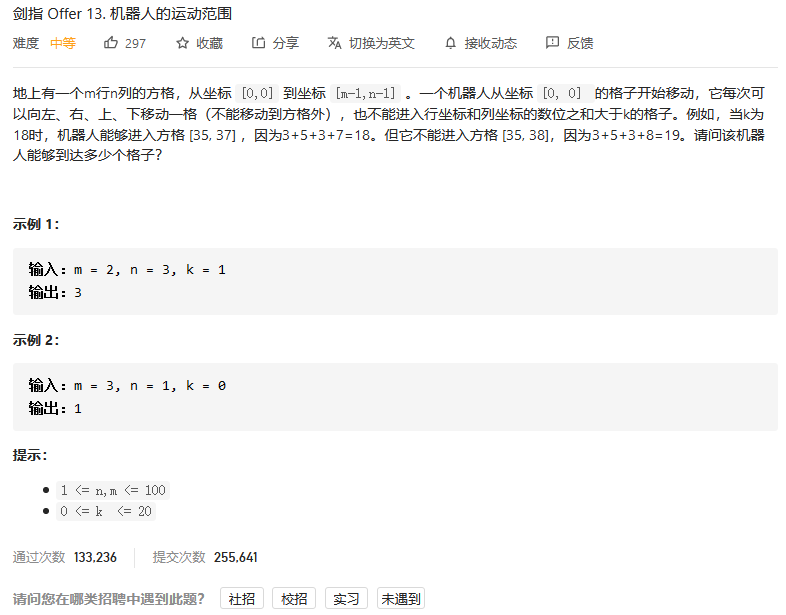 剑指 Offer 13. 机器人的运动范围
难度 中等 297 收藏 分享 切换为英文 接收动态 反馈
地上有一个m行n列的方格，从坐标 [0,0] 到坐标 [m-1,n-1] 。一个机器人从坐标 [0, 0] 的格子开始移动，它每次可
以向左、右、上、下移动一格（不能移动到方格外），也不能进入行坐标和列坐标的数位之和大于k的格子。例如，当k为
18时，机器人能够进入方格 [35, 37] ，因为3+5+3+7=18。但它不能进入方格 [35, 38]，因为3+5+3+8=19。请问该机器
人能够到达多少个格子？
示例 1：
输入：m = 2, n = 3, k = 1
输出：3
示例 2：
输入：m = 3, n = 1, k = 0
输出：1
提示：
1 <= n,m <= 100
0 <= k <= 20
通过次数 133,236 提交次数 255,641
请问您在哪类招聘中遇到此题？ 社招 校招 实习 未遇到